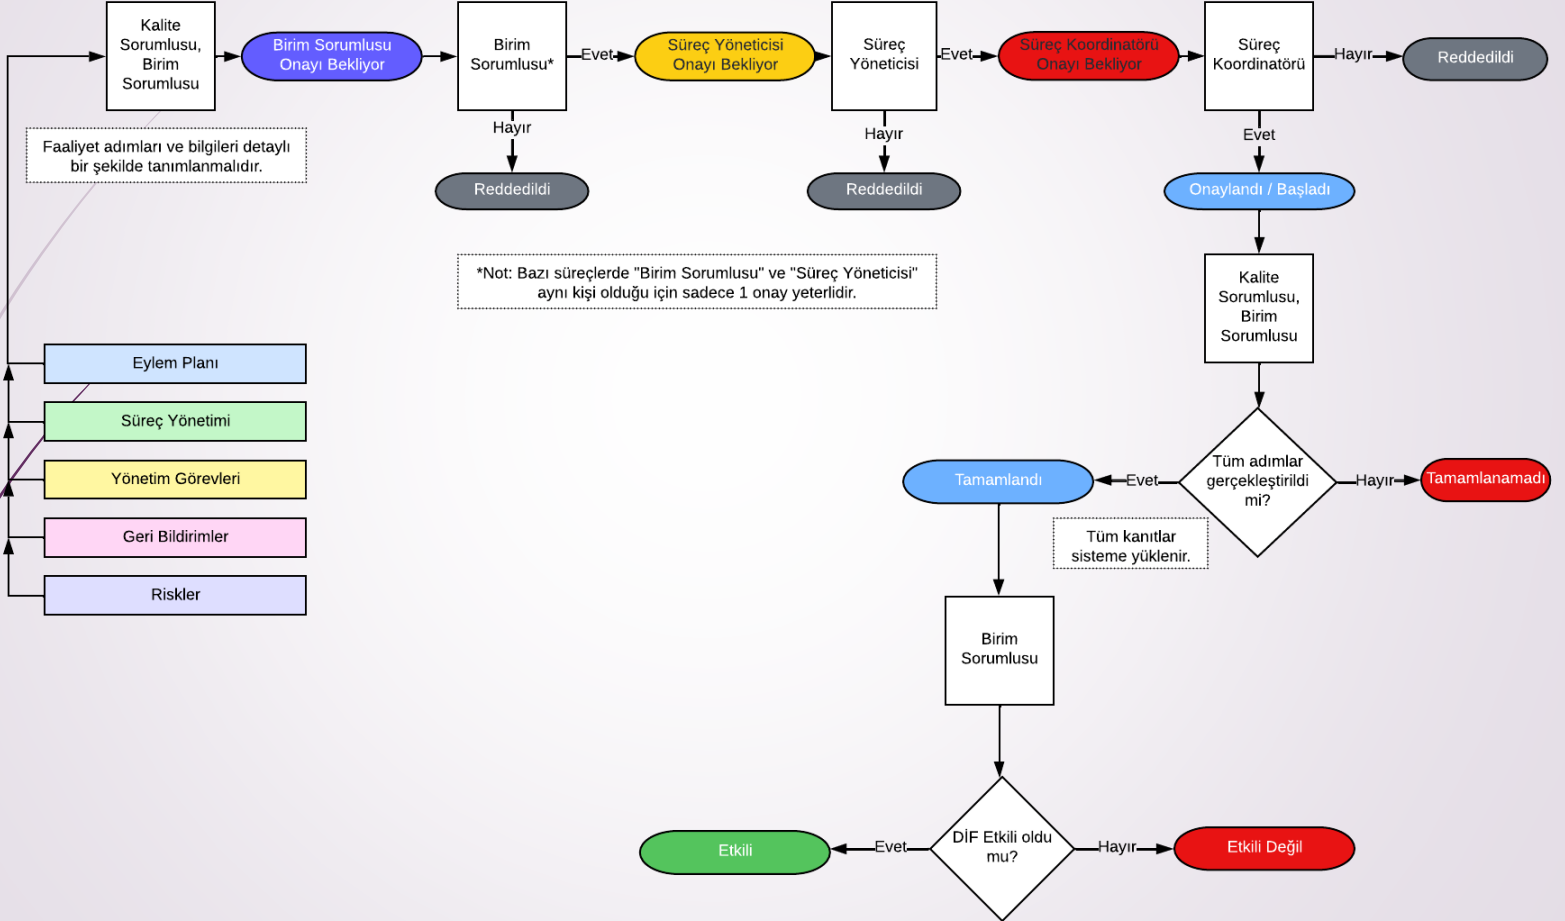 Kalite
Sorumlusu,
Birim
Sorumlusu
Birim Sorumlusu
Onayı Bekliyor
Birim
Sorumlusu*
Evet
Süreç Yöneticisi
Onayı Bekliyor
Süreç
Yöneticisi
Evet
Süreç Koordinatörü
Onayı Bekliyor
Süreç
Koordinatörü
Hayır
Reddedildi
Hayır
Reddedildi
Hayır
Reddedildi
Evet
Onaylandı / Başladı
Faaliyet adımları ve bilgileri detaylı
bir şekilde tanımlanmalıdır.
*Not: Bazı süreçlerde "Birim Sorumlusu" ve "Süreç Yöneticisi"
aynı kişi olduğu için sadece 1 onay yeterlidir.
Kalite
Sorumlusu,
Birim
Sorumlusu
Eylem Planı
Süreç Yönetimi
Yönetim Görevleri
Geri Bildirimler
Riskler
Tüm adımlar
gerçekleştirildi
mi?
Evet
Tamamlandı
Hayır
Tamamlanamadı
Tüm kanıtlar
sisteme yüklenir.
Birim
Sorumlusu
DİF Etkili oldu
mu?
Evet
Etkili
Hayır
Etkili Değil